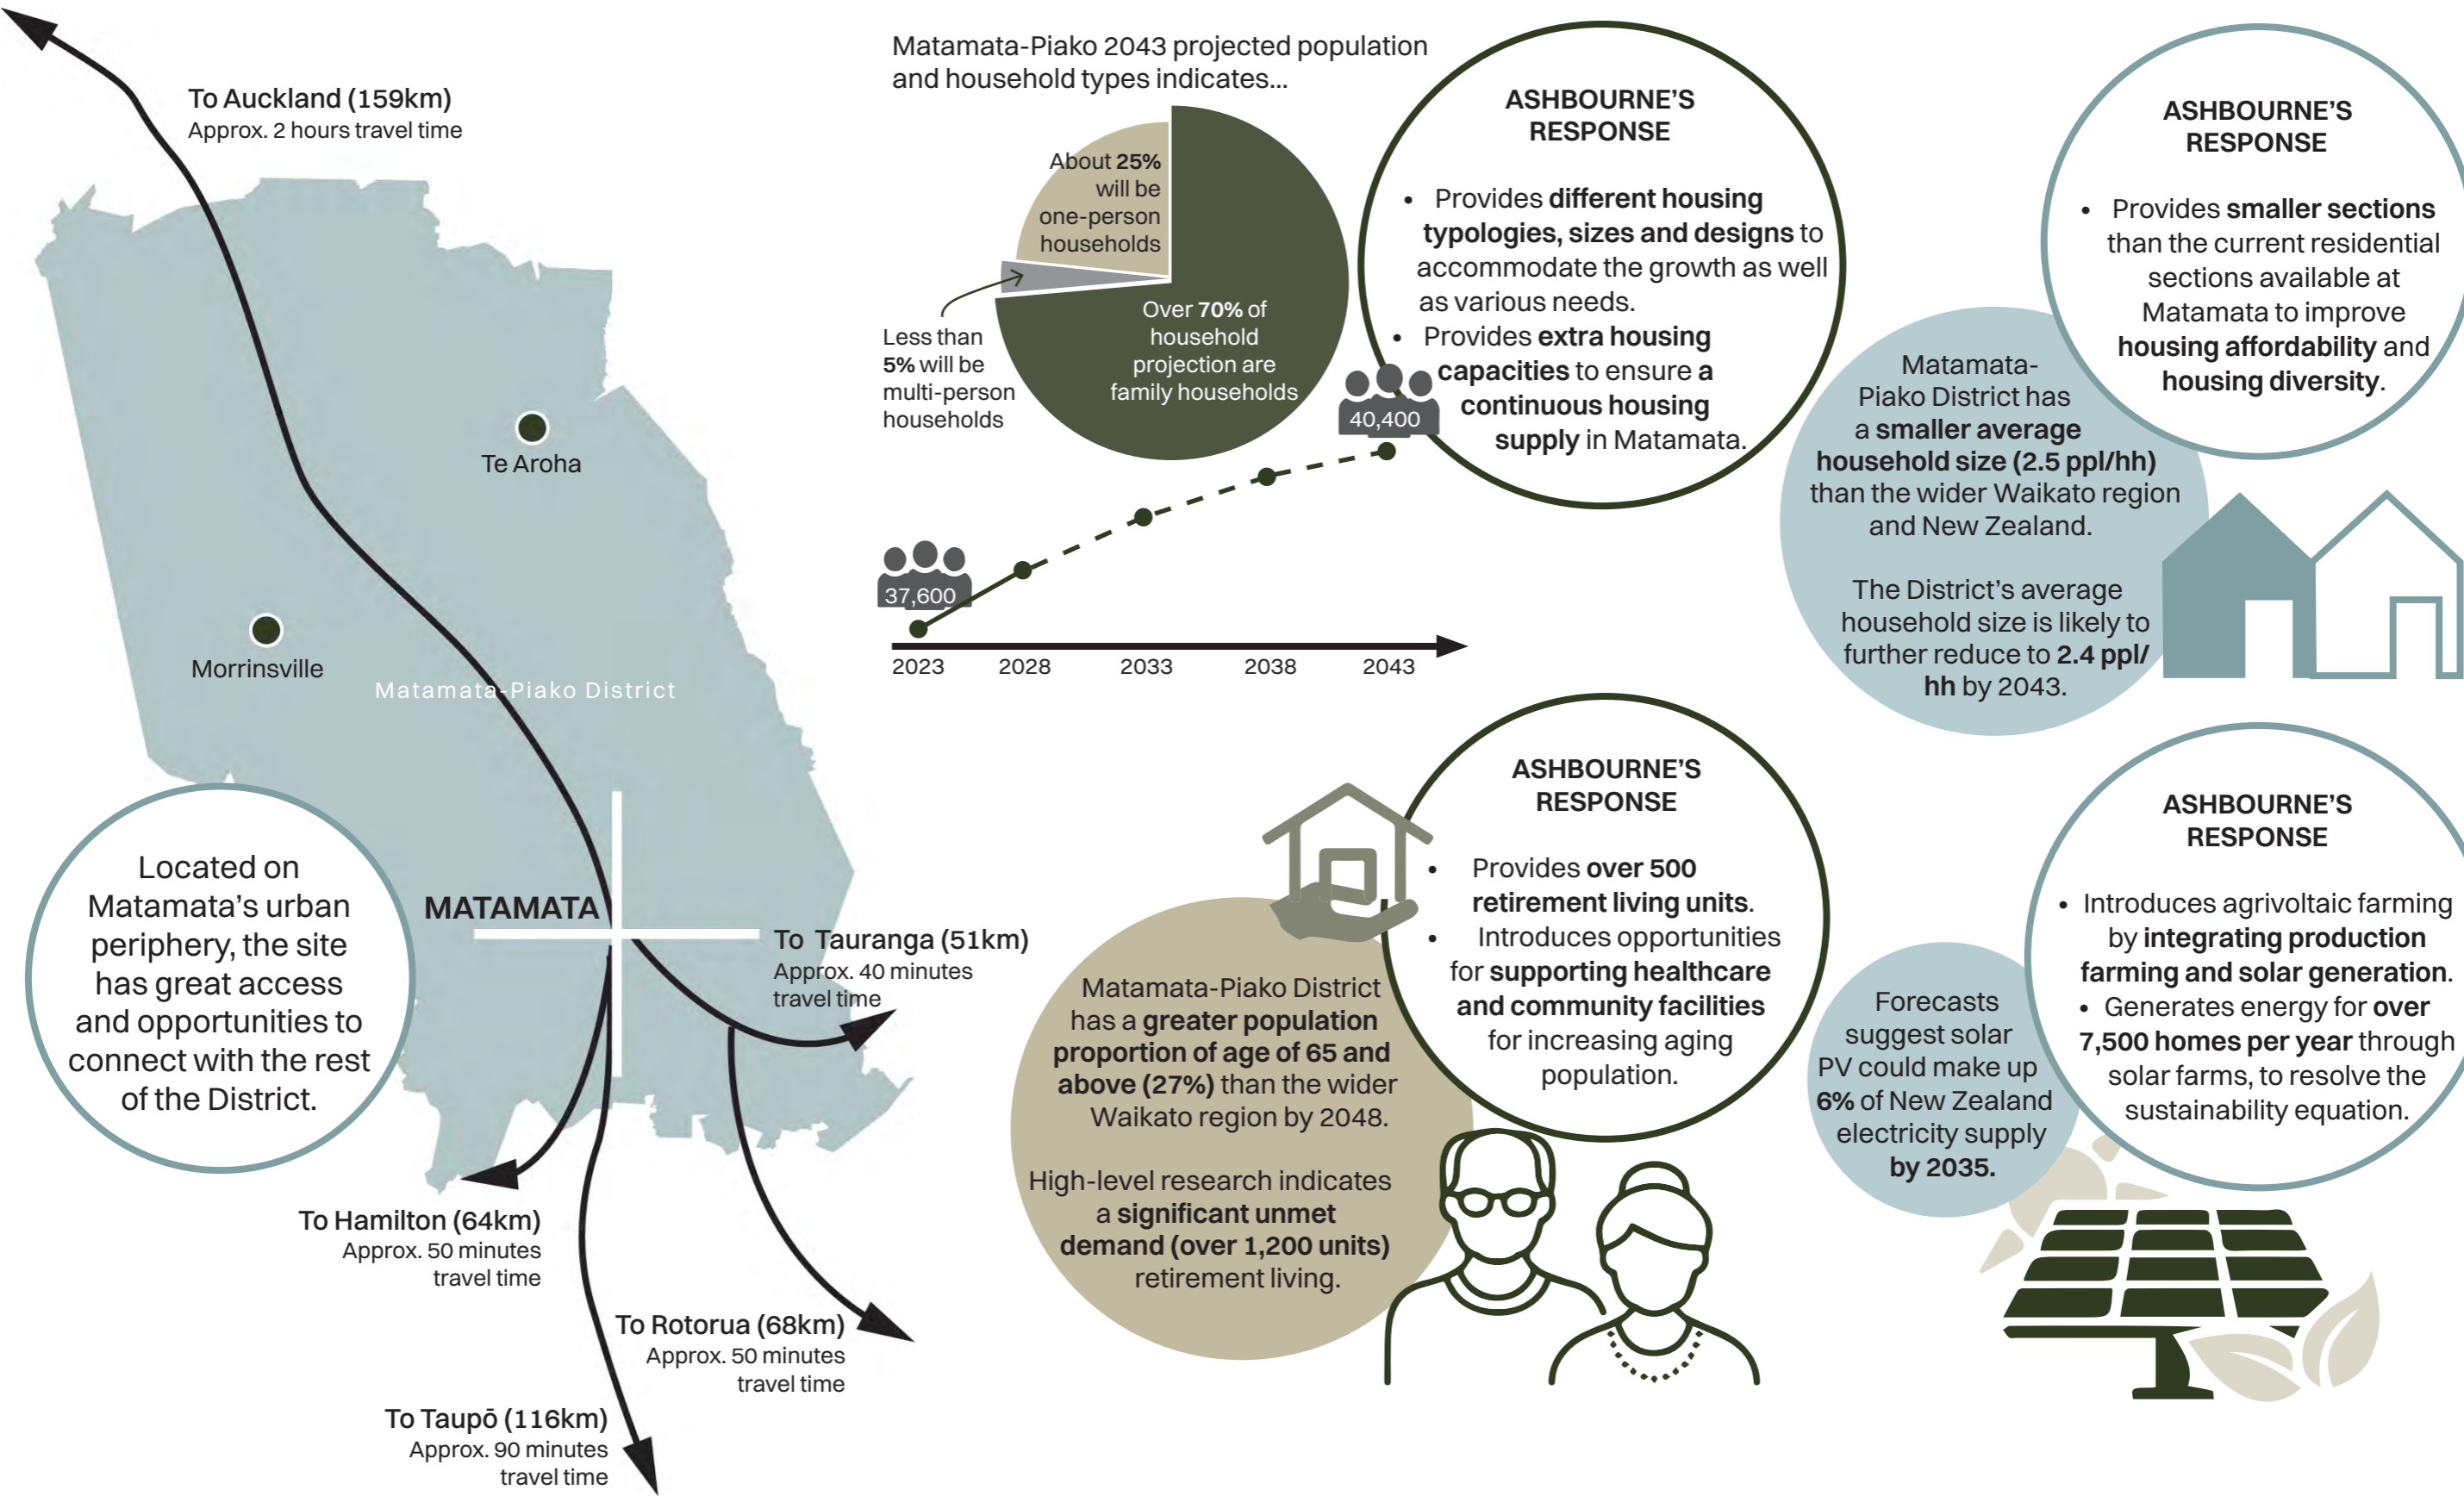 To Auckland (159km)
Approx. 2 hours travel time
Te Aroha
Morrinsville
Matamata-Piako District
MATAMATA
Located on
Matamata's urban
periphery, the site
has great access
and opportunities to
connect with the rest
of the District.
To Tauranga (51km)
Approx. 40 minutes
travel time
To Hamilton (64km)
Approx. 50 minutes
travel time
To Rotorua (68km)
Approx. 50 minutes
travel time
To Taupō (116km)
Approx. 90 minutes
travel time
Matamata-Piako 2043 projected population
and household types indicates...
About 25%
will be
one-person
households
Less than
5% will be
multi-person
households
Over 70% of
household
projection are
family households
37,600
40,400
2023
2028
2033
2038
2043
ASHBOURNE'S
RESPONSE
• Provides different housing
typologies, sizes and designs to
accommodate the growth as well
as various needs.
• Provides extra housing
capacities to ensure a
continuous housing
supply in Matamata.
Matamata-
Piako District has
a smaller average
household size (2.5 ppl/hh)
than the wider Waikato region
and New Zealand.
The District's average
household size is likely to
further reduce to 2.4 ppl/
hh by 2043.
ASHBOURNE'S
RESPONSE
• Provides smaller sections
than the current residential
sections available at
Matamata to improve
housing affordability and
housing diversity.
Matamata-Piako District
has a greater population
proportion of age of 65 and
above (27%) than the wider
Waikato region by 2048.
High-level research indicates
a significant unmet
demand (over 1,200 units)
retirement living.
ASHBOURNE'S
RESPONSE
• Provides over 500
retirement living units.
• Introduces opportunities
for supporting healthcare
and community facilities
for increasing aging
population.
Forecasts
suggest solar
PV could make up
6% of New Zealand
electricity supply
by 2035.
ASHBOURNE'S
RESPONSE
• Introduces agrivoltaic farming
by integrating production
farming and solar generation.
• Generates energy for over
7,500 homes per year through
solar farms, to resolve the
sustainability equation.